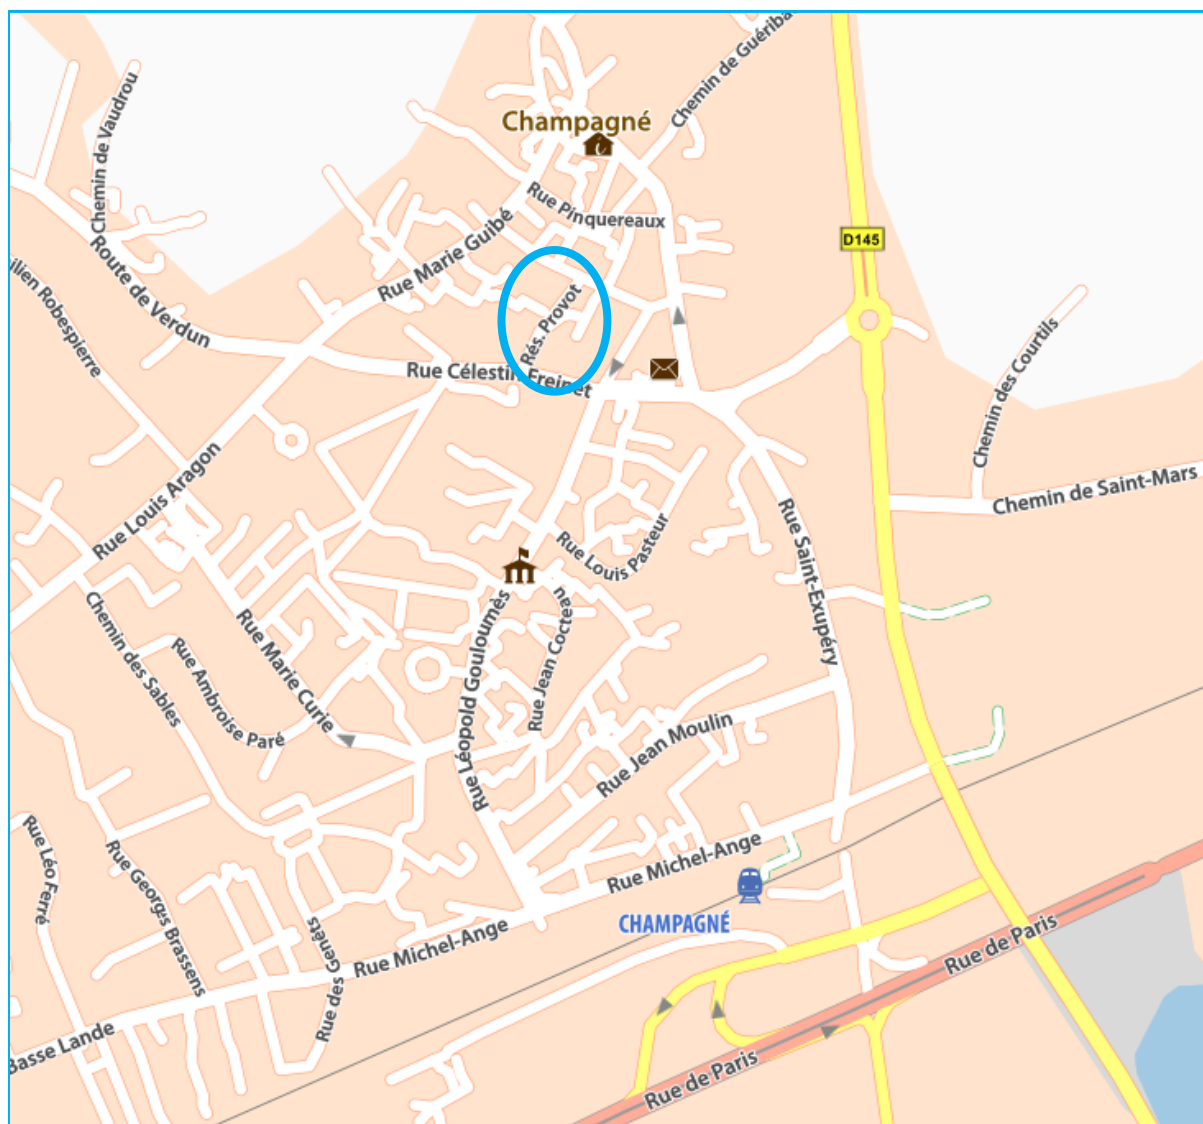 Chemin de Guériba
Chemin de Vaudrou
Champagné
Rue Pinquereaux
Rue Marie Guibé
D145
Route de Verdun
ilien Robespierre
Rés. Provot
Rue Célestin Freinet
Chemin des Courtils
Rue Louis Aragon
Chemin de Saint-Mars
Rue Louis Pasteur
Rue Saint-Exupéry
Chemin des Sables
Rue Marie Curie
Rue Ambroise Paré
Rue Léopold Gouloumès
Rue Jean Cocteau
Rue Jean Moulin
Rue Léo Ferré
Rue Georges Brassens
Rue Michel-Ange
CHAMPAGNÉ
Rue des Genêts
Rue Michel-Ange
Rue de Paris
Basse Lande
Rue de Paris